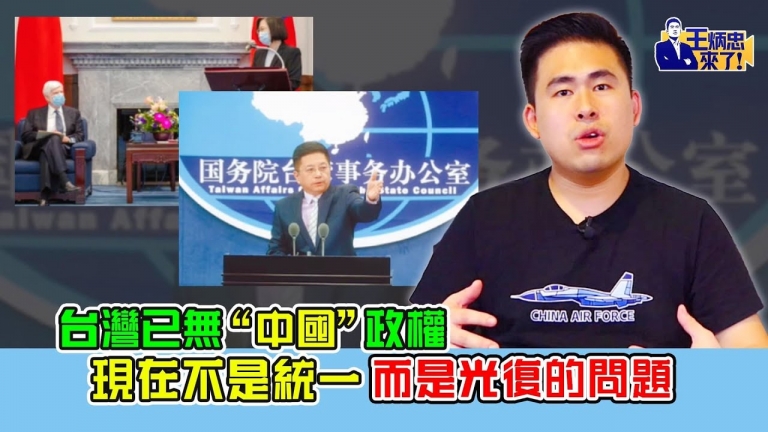 王炳忠
來了!
国务院台湾事务办公室
Taiwan Affairs Office of the State Council
CHINA AIR FORCE
台灣已無“中國”政權
現在不是統一 而是光復的問題